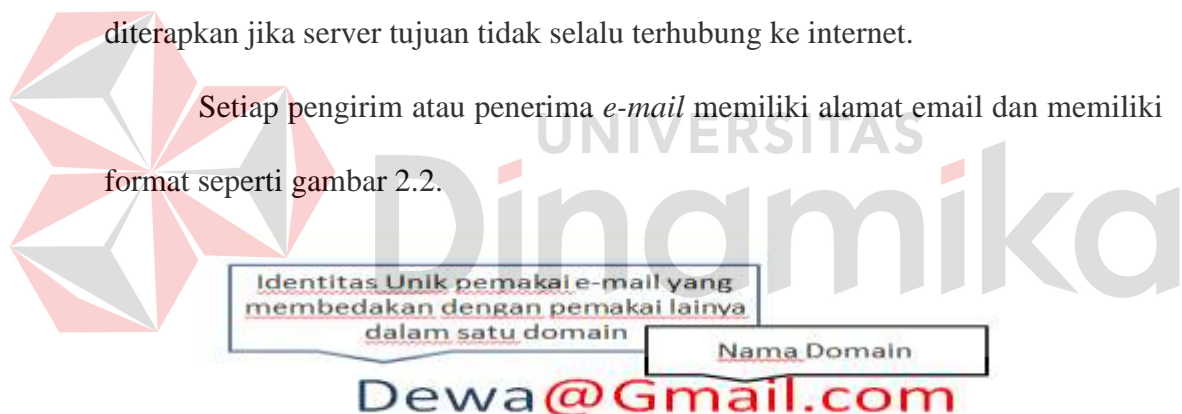 diterapkan jika server tujuan tidak selalu terhubung ke internet.
Setiap pengirim atau penerima e-mail memiliki alamat email dan memiliki
format seperti gambar 2.2.
UNIVERSITAS
Dinamika
Identitas Unik pemakai e-mail yang
membedakan dengan pemakai lainya
dalam satu domain
Nama Domain
Dewa@Gmail.com